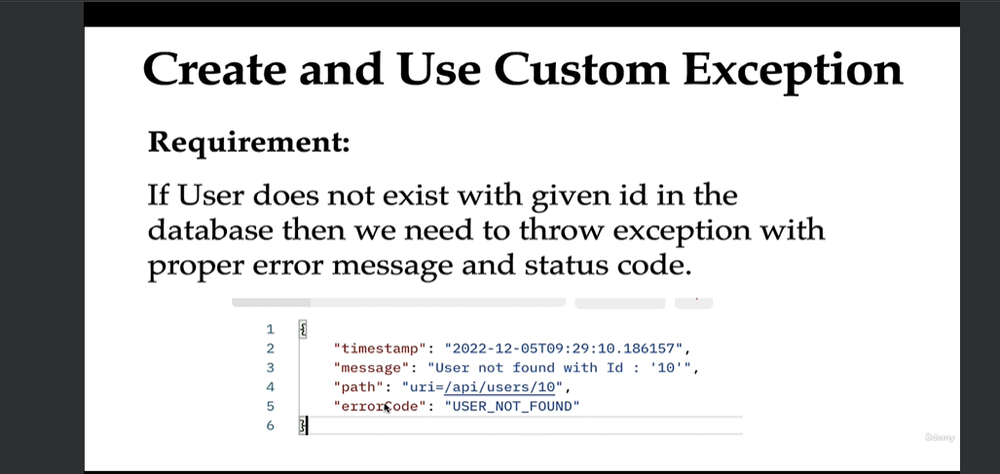 Create and Use Custom Exception
Requirement:
If User does not exist with given id in the
database then we need to throw exception with
proper error message and status code.
1 {
2 "timestamp": "2022-12-05T09:29:10.186157",
3 "message": "User not found with Id : '10'",
4 "path": "uri=/api/users/10",
5 "errorCode": "USER_NOT_FOUND"
6 }
ûdemy